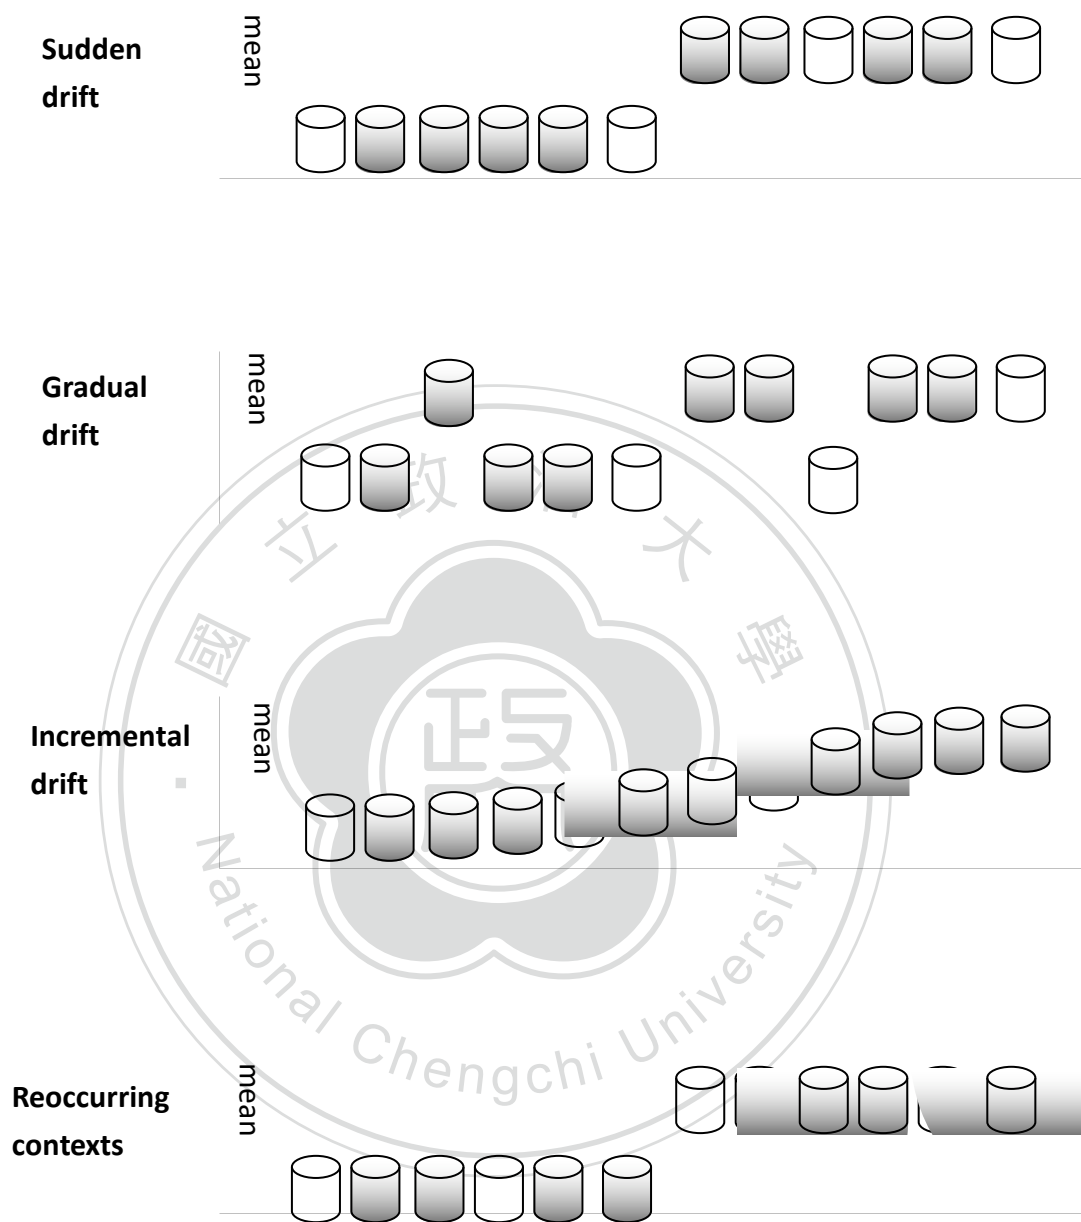 Sudden
drift
mean
Gradual
drift
mean
國立政治大學
Incremental
drift
mean
政
National Chengchi University
Reoccurring
contexts
mean